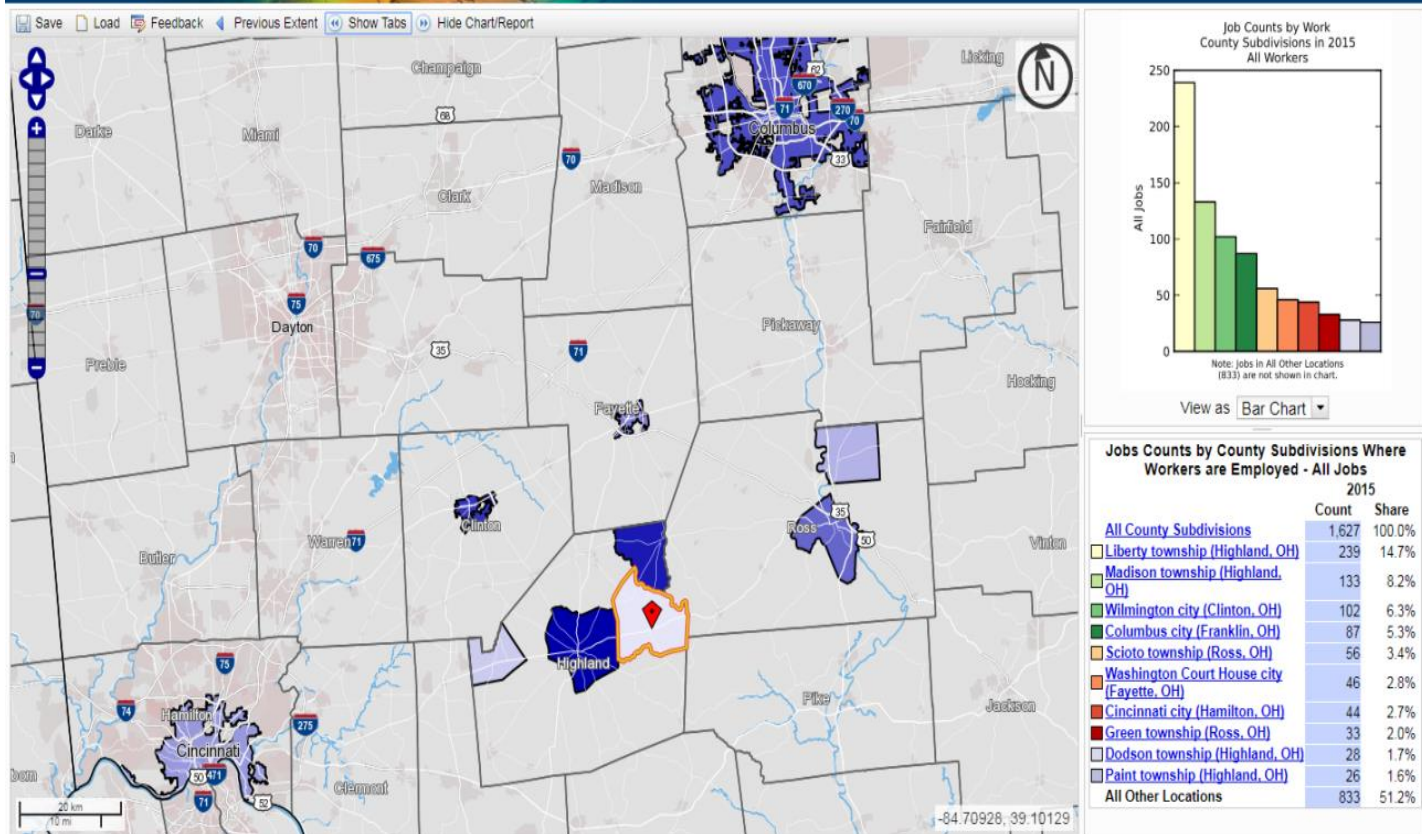 Save Load Feedback Previous Extent Show Tabs Hide Chart/Report
Champaign
Licking
N
62
670
71
270
70
Columbus
Darke
Miami
68
33
70
Madison
Clark
Fairfield
70
675
75
70
Dayton
Pickaway
35
71
Preble
Hocking
Fayette
35
Clinton
Ross
50
Warren
71
Vinton
Butler
Highland
75
Pike
Jackson
74
Hamilton
275
Cincinnati
50
471
Clermont
52
71
20 km
10 mi
-84.70928, 39.10129
Job Counts by Work
County Subdivisions in 2015
All Workers
250
200
150
100
50
0
All Jobs
Note: Jobs in All Other Locations
(833) are not shown in chart.
View as Bar Chart
Jobs Counts by County Subdivisions Where
Workers are Employed - All Jobs
2015
Count Share
All County Subdivisions 1,627 100.0%
Liberty township (Highland, OH) 239 14.7%
Madison township (Highland,
OH) 133 8.2%
Wilmington city (Clinton, OH) 102 6.3%
Columbus city (Franklin, OH) 87 5.3%
Scioto township (Ross, OH) 56 3.4%
Washington Court House city
(Fayette, OH) 46 2.8%
Cincinnati city (Hamilton, OH) 44 2.7%
Green township (Ross, OH) 33 2.0%
Dodson township (Highland, OH) 28 1.7%
Paint township (Highland, OH) 26 1.6%
All Other Locations 833 51.2%